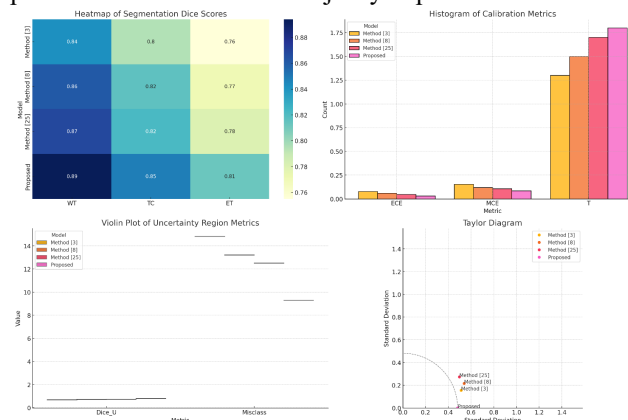 Heatmap of Segmentation Dice Scores
Model
Method [3]
0.84
0.8
0.76
Method [8]
0.86
0.82
0.77
Method [25]
0.87
0.82
0.78
Proposed
0.89
0.85
0.81
WT
TC
ET
0.88
0.86
0.84
0.82
0.80
0.78
0.76
Histogram of Calibration Metrics
Model
Method [3]
Method [8]
Method [25]
Proposed
Count
1.75
1.50
1.25
1.00
0.75
0.50
0.25
0.00
ECE
MCE
T
Metric
Violin Plot of Uncertainty Region Metrics
Model
Method [3]
Method [8]
Method [25]
Proposed
Value
14
12
10
8
6
4
2
0
Dice_U
Misclass
Metric
Taylor Diagram
Method [3]
Method [8]
Method [25]
Proposed
Standard Deviation
1.4
1.2
1.0
0.8
0.6
0.4
0.2
0.0
Method [25]
Method [8]
Method [3]
Proposed
0.0
0.2
0.4
0.6
0.8
1.0
1.2
1.4
Standard Deviation